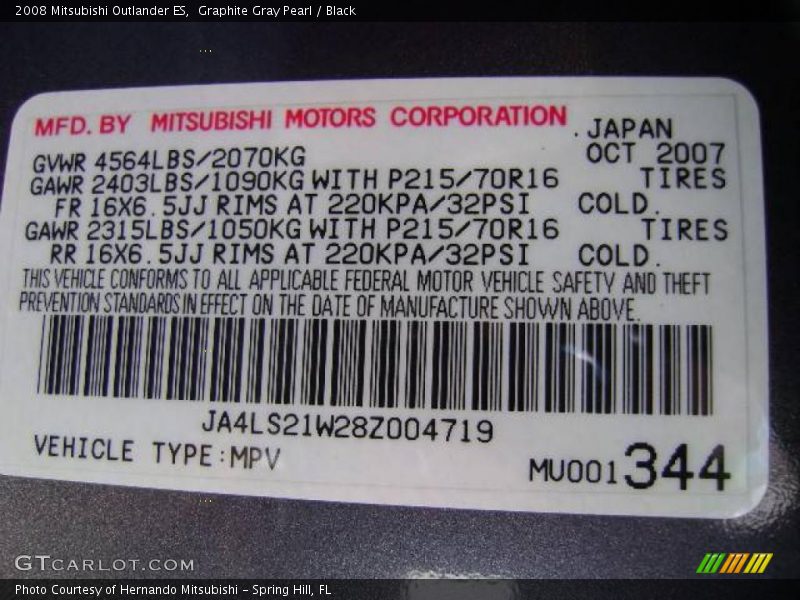 2008 Mitsubishi Outlander ES, Graphite Gray Pearl / Black
MFD. BY MITSUBISHI MOTORS CORPORATION . JAPAN
GVWR 4564LBS/2070KG OCT 2007
GAWR 2403LBS/1090KG WITH P215/70R16 TIRES
FR 16X6.5JJ RIMS AT 220KPA/32PSI COLD.
GAWR 2315LBS/1050KG WITH P215/70R16 TIRES
RR 16X6.5JJ RIMS AT 220KPA/32PSI COLD.
THIS VEHICLE CONFORMS TO ALL APPLICABLE FEDERAL MOTOR VEHICLE SAFETY AND THEFT
PREVENTION STANDARDS IN EFFECT ON THE DATE OF MANUFACTURE SHOWN ABOVE.
JA4LS21W28Z004719
VEHICLE TYPE:MPV
MU001344
GTCARLOT.COM
Photo Courtesy of Hernando Mitsubishi - Spring Hill, FL